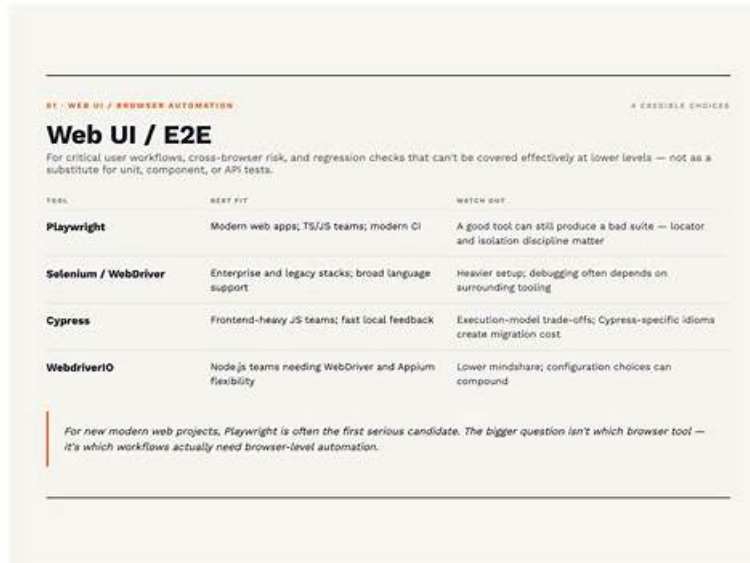 01 · WEB UI / BROWSER AUTOMATION
4 CREDIBLE CHOICES
Web UI / E2E
For critical user workflows, cross-browser risk, and regression checks that can't be covered effectively at lower levels — not as a
substitute for unit, component, or API tests.
TOOL BEST FIT WATCH OUT
Playwright
Modern web apps; TS/JS teams; modern CI
A good tool can still produce a bad suite — locator
and isolation discipline matter
Selenium / WebDriver
Enterprise and legacy stacks; broad language
support
Heavier setup; debugging often depends on
surrounding tooling
Cypress
Frontend-heavy JS teams; fast local feedback
Execution-model trade-offs; Cypress-specific idioms
create migration cost
WebdriverIO
Node.js teams needing WebDriver and Appium
flexibility
Lower mindshare; configuration choices can
compound
For new modern web projects, Playwright is often the first serious candidate. The bigger question isn't which browser tool —
it's which workflows actually need browser-level automation.